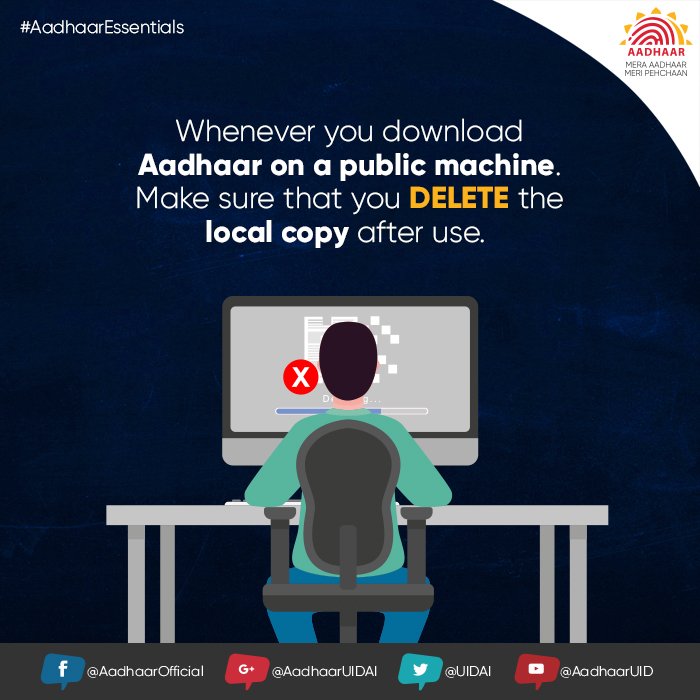 #AadhaarEssentials
AADHAAR
MERA AADHAAR
MERI PEHCHAAN
Whenever you download
Aadhaar on a public machine.
Make sure that you DELETE the
local copy after use.
X
f @AadhaarOfficial G+ @AadhaarUIDAI @UIDAI @AadhaarUID